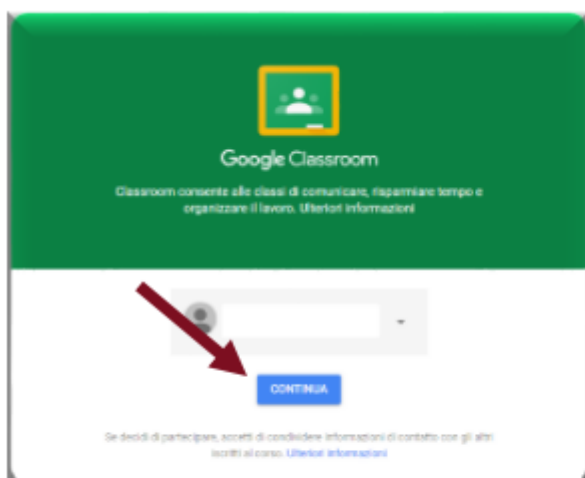 Google Classroom
Classroom consente alle classi di comunicare, risparmiare tempo e
organizzare il lavoro. Ulteriori informazioni
CONTINUA
Se decidi di partecipare, accetti di condividere informazioni di contatto con gli altri
iscritti al corso. Ulteriori informazioni